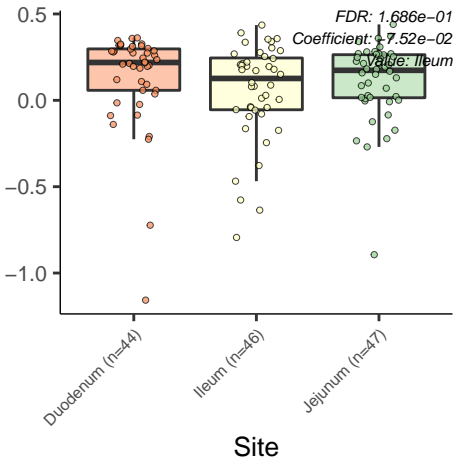 FDR: 1.686e−01
Coefficient: −7.52e−02
Value: Ileum
0.5
0.0
−0.5
−1.0
Duodenum (n=44)
Ileum (n=46)
Jejunum (n=47)
Site